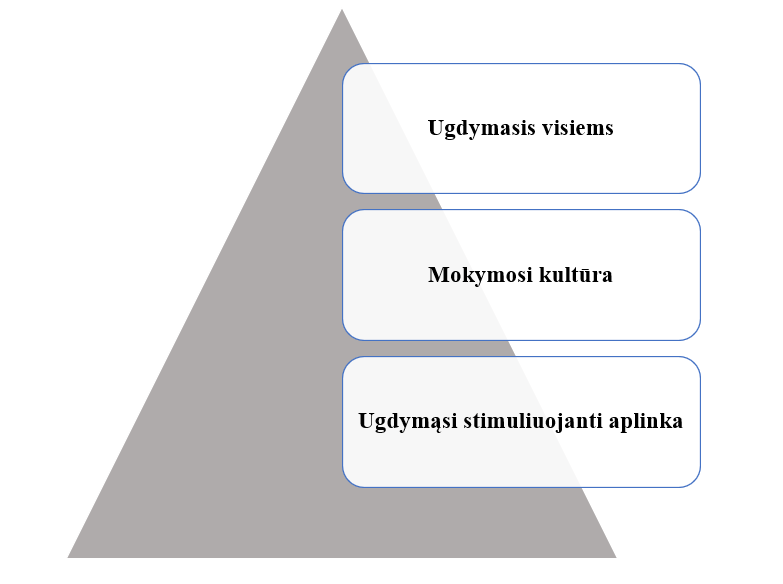 Ugdymasis visiems
Mokymosi kultūra
Ugdymąsi stimuliuojanti aplinka